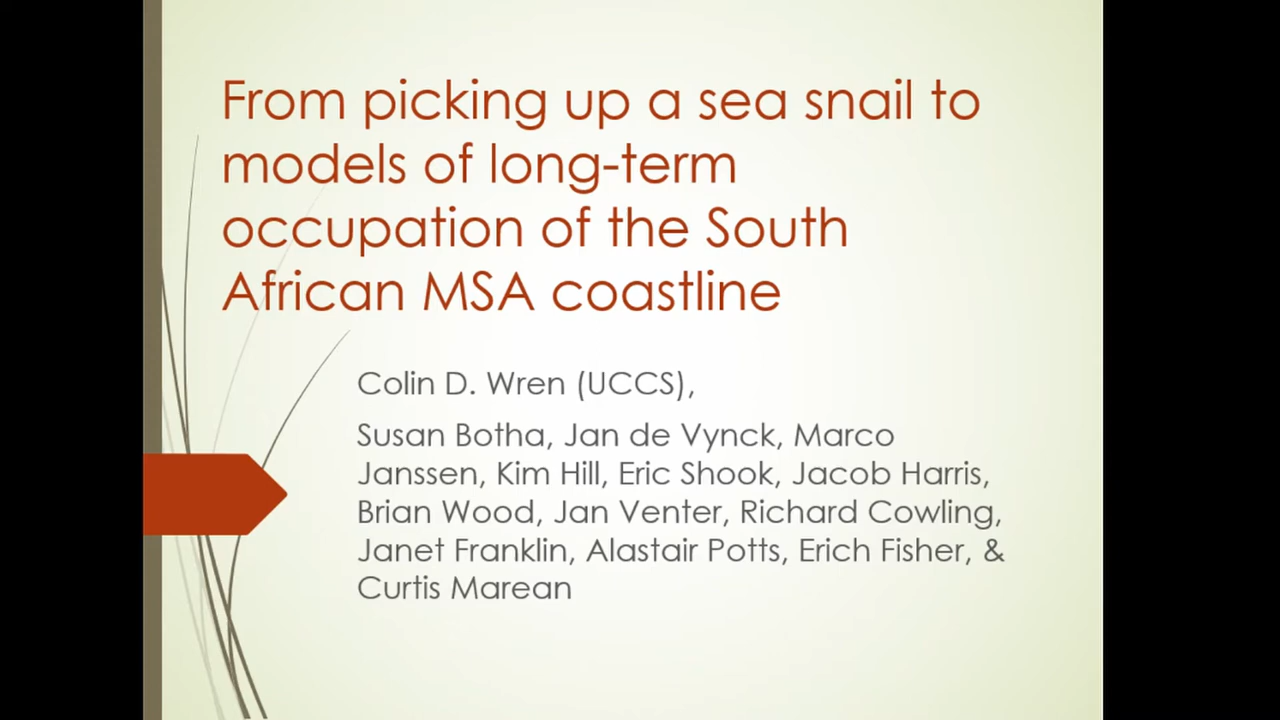 From picking up a sea snail to
models of long-term
occupation of the South
African MSA coastline
Colin D. Wren (UCCS),
Susan Botha, Jan de Vynck, Marco
Janssen, Kim Hill, Eric Shook, Jacob Harris,
Brian Wood, Jan Venter, Richard Cowling,
Janet Franklin, Alastair Potts, Erich Fisher, &
Curtis Marean